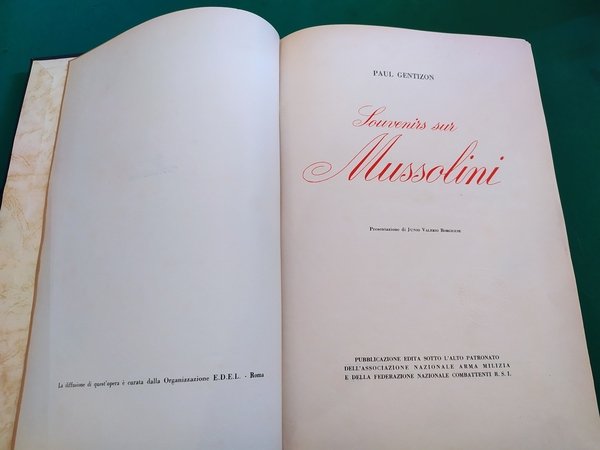 La diffusione di quest'opera è curata dalla Organizzazione E.D.E.L. - Roma
PAUL GENTIZON
Souvenirs sur
Mussolini
Presentazione di JUNIO VALERIO BORGHESE
PUBBLICAZIONE EDITA SOTTO L'ALTO PATRONATO
DELL'ASSOCIAZIONE NAZIONALE ARMA MILIZIA
E DELLA FEDERAZIONE NAZIONALE COMBATTENTI R. S. I.